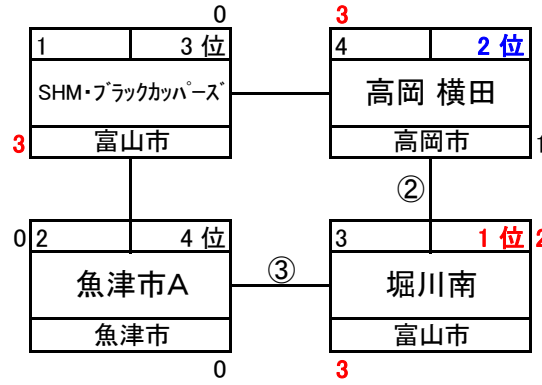 0 3
1 3 位 4 2 位
SHM・ブラックカッパーズ 高岡 横田
3 富山市 高岡市 1
②
0 2 4 位 3 1 位 2
魚津市A ③ 堀川南
魚津市 富山市
0 3